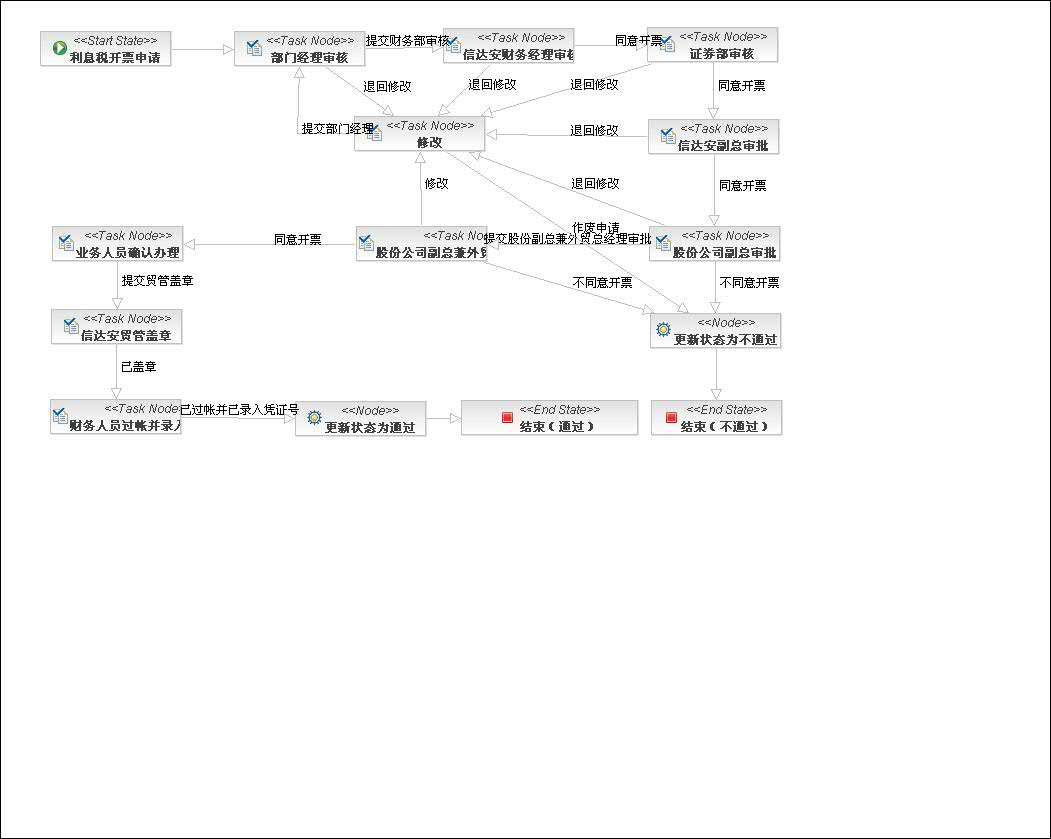 <<Start State>>
利息税开票申请
<<Task Node>>
部门经理审核
提交财务部审核
<<Task Node>>
信达安财务经理审核
同意开票
<<Task Node>>
证券部审核
退回修改
退回修改
退回修改
同意开票
提交部门经理
<<Task Node>>
修改
退回修改
<<Task Node>>
信达安副总审批
修改
退回修改
同意开票
<<Task Node>>
业务人员确认办理
同意开票
<<Task No
股份公司副总兼外贸
作废申请
提交股份副总兼外贸总经理审批
<<Task Node>>
股份公司副总审批
提交贸管盖章
不同意开票
不同意开票
<<Task Node>>
信达安贸管盖章
<<Node>>
更新状态为不通过
已盖章
<<Task Node
财务人员过帐并录入
已过帐并已录入凭证号
<<Node>>
更新状态为通过
<<End State>>
结束（通过）
<<End State>>
结束（不通过）